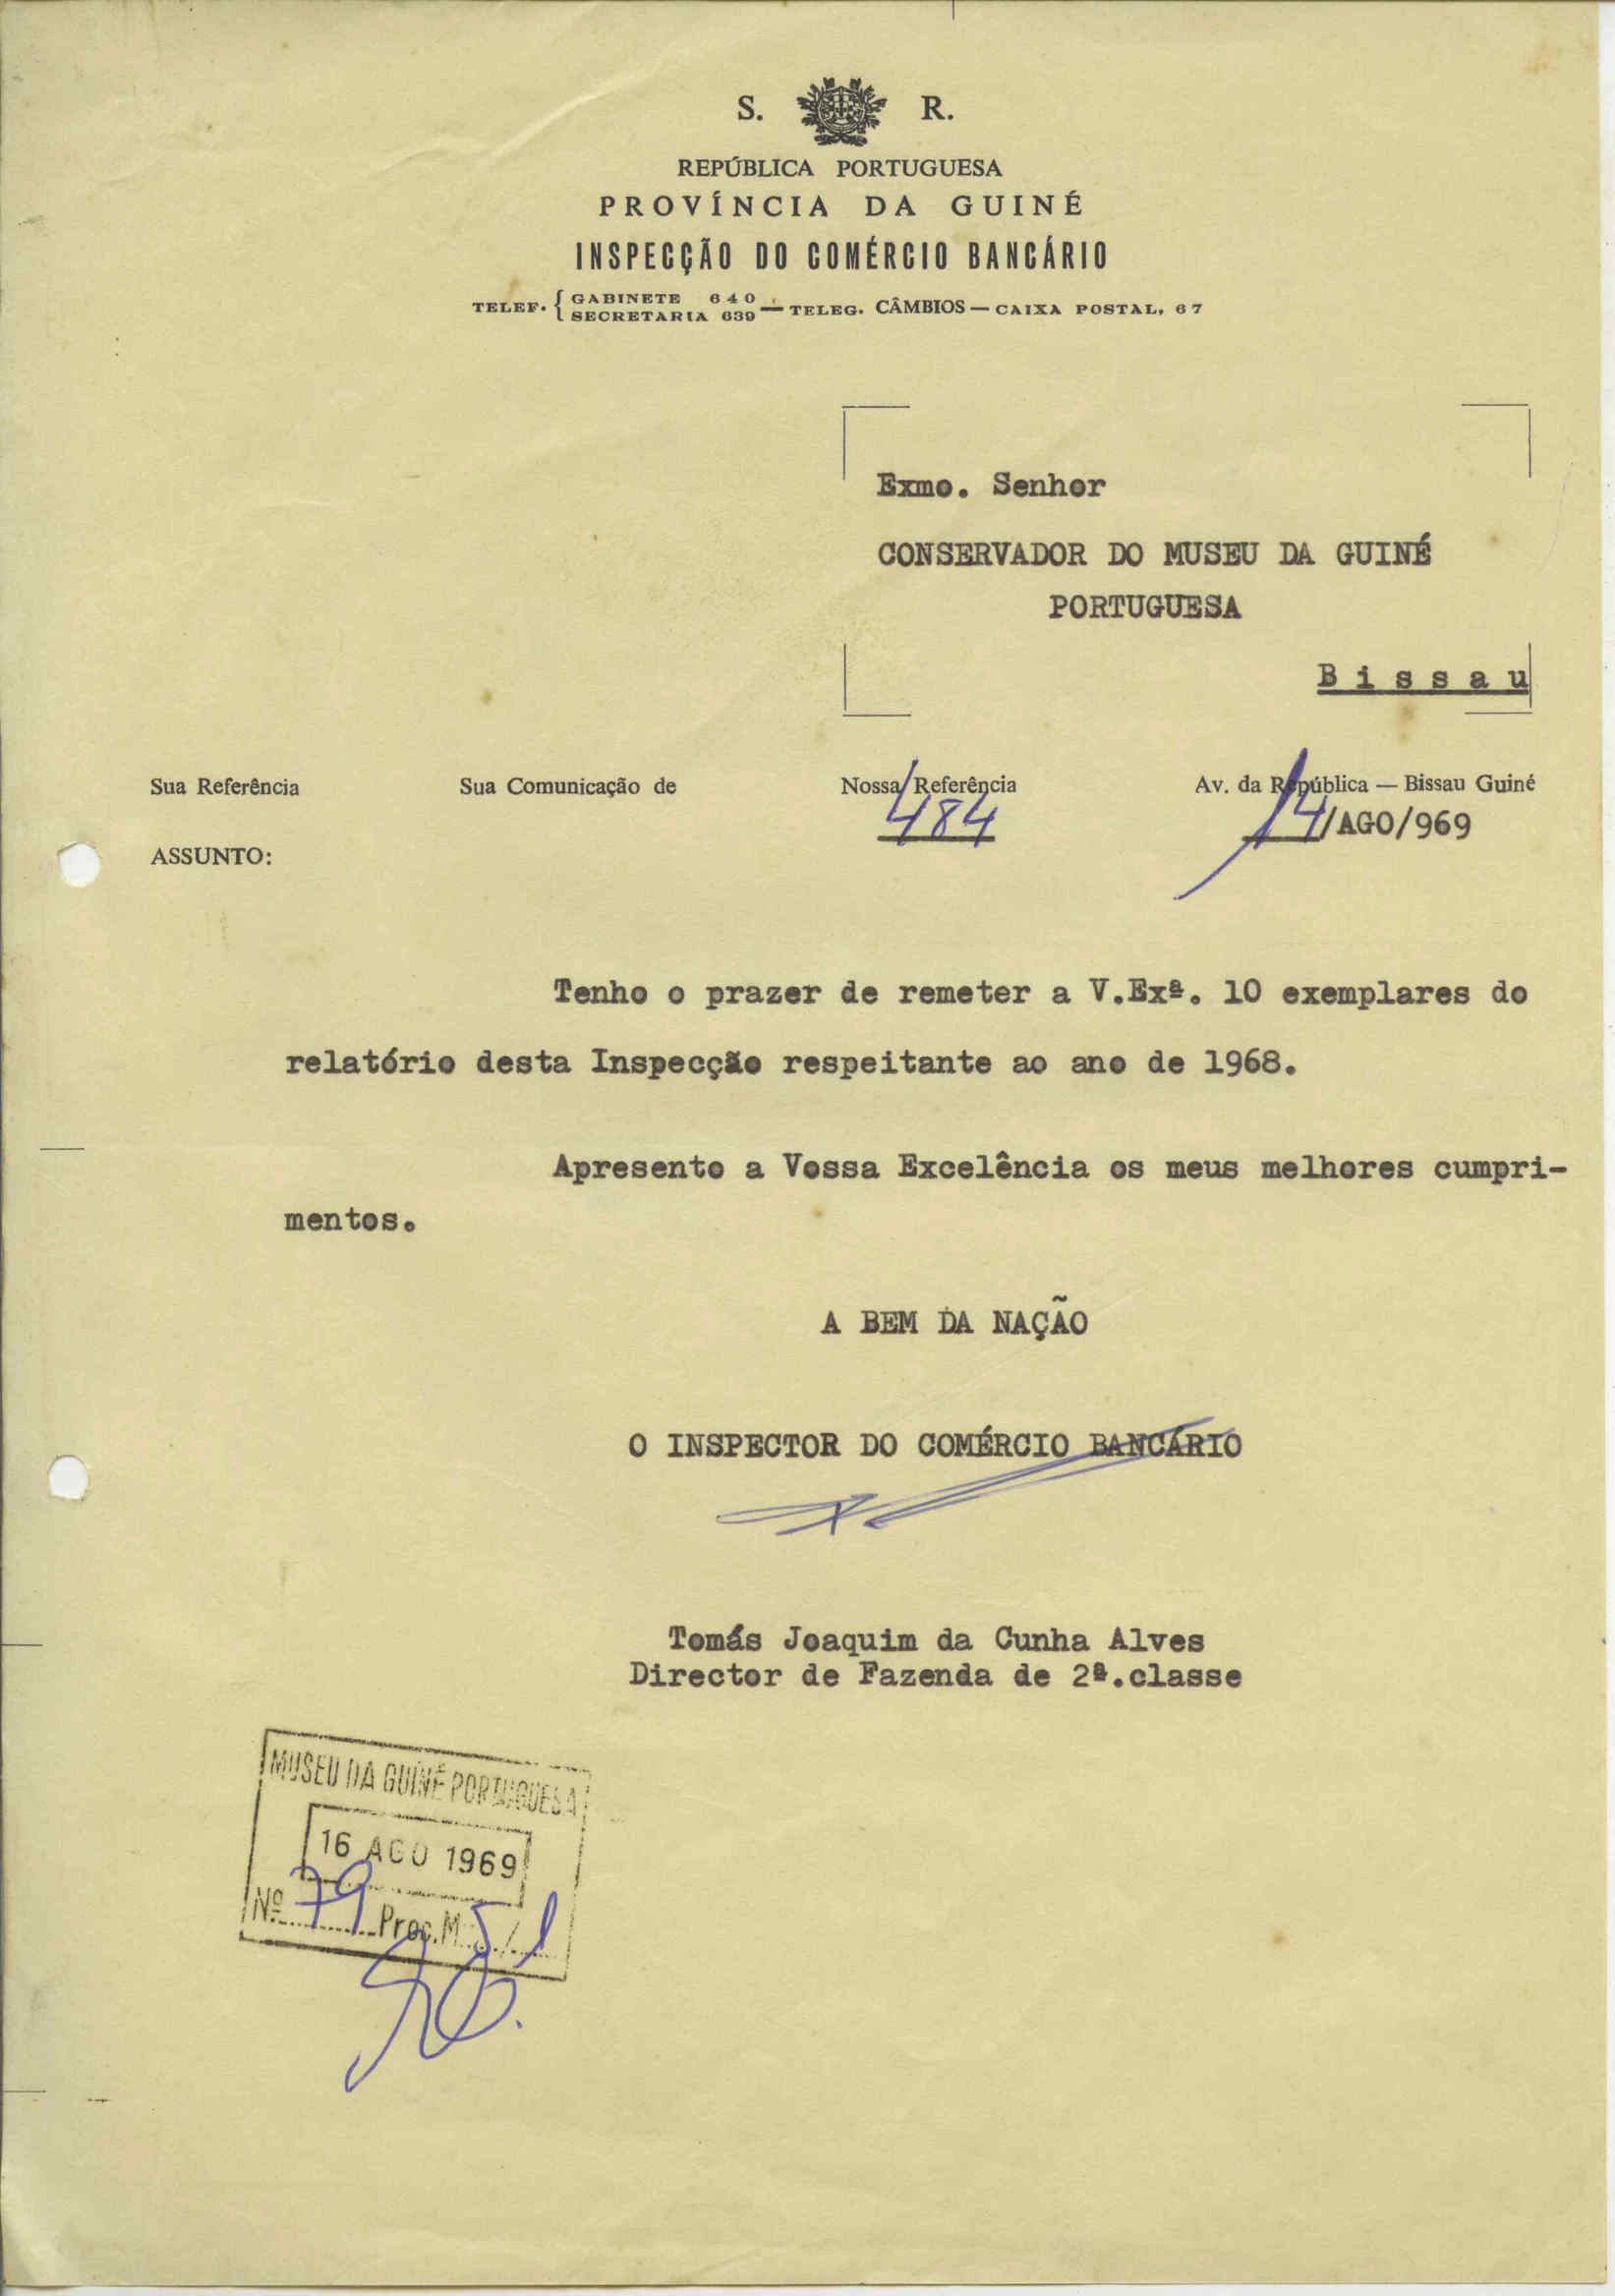 S. R.
REPÚBLICA PORTUGUESA
PROVÍNCIA DA GUINÉ
INSPECÇÃO DO COMÉRCIO BANCÁRIO
TELEF. { GABINETE 640
SECRETARIA 639 — TELEG. CÂMBIOS — CAIXA POSTAL, 67
Exmo. Senhor
CONSERVADOR DO MUSEU DA GUINÉ
PORTUGUESA
Bissau
Sua Referência Sua Comunicação de Nossa Referência Av. da República — Bissau Guiné
484 14/AGO/969
ASSUNTO:
Tenho o prazer de remeter a V.Exª. 10 exemplares do
relatório desta Inspecção respeitante ao ano de 1968.
Apresento a Vossa Excelência os meus melhores cumpri-
mentos.
A BEM DA NAÇÃO
O INSPECTOR DO COMÉRCIO BANCÁRIO
Tomás Joaquim da Cunha Alves
Director de Fazenda de 2ª.classe
MUSEU DA GUINÉ PORTUGUESA
16 AGO 1969
Nº 79 Proc. M 5/1